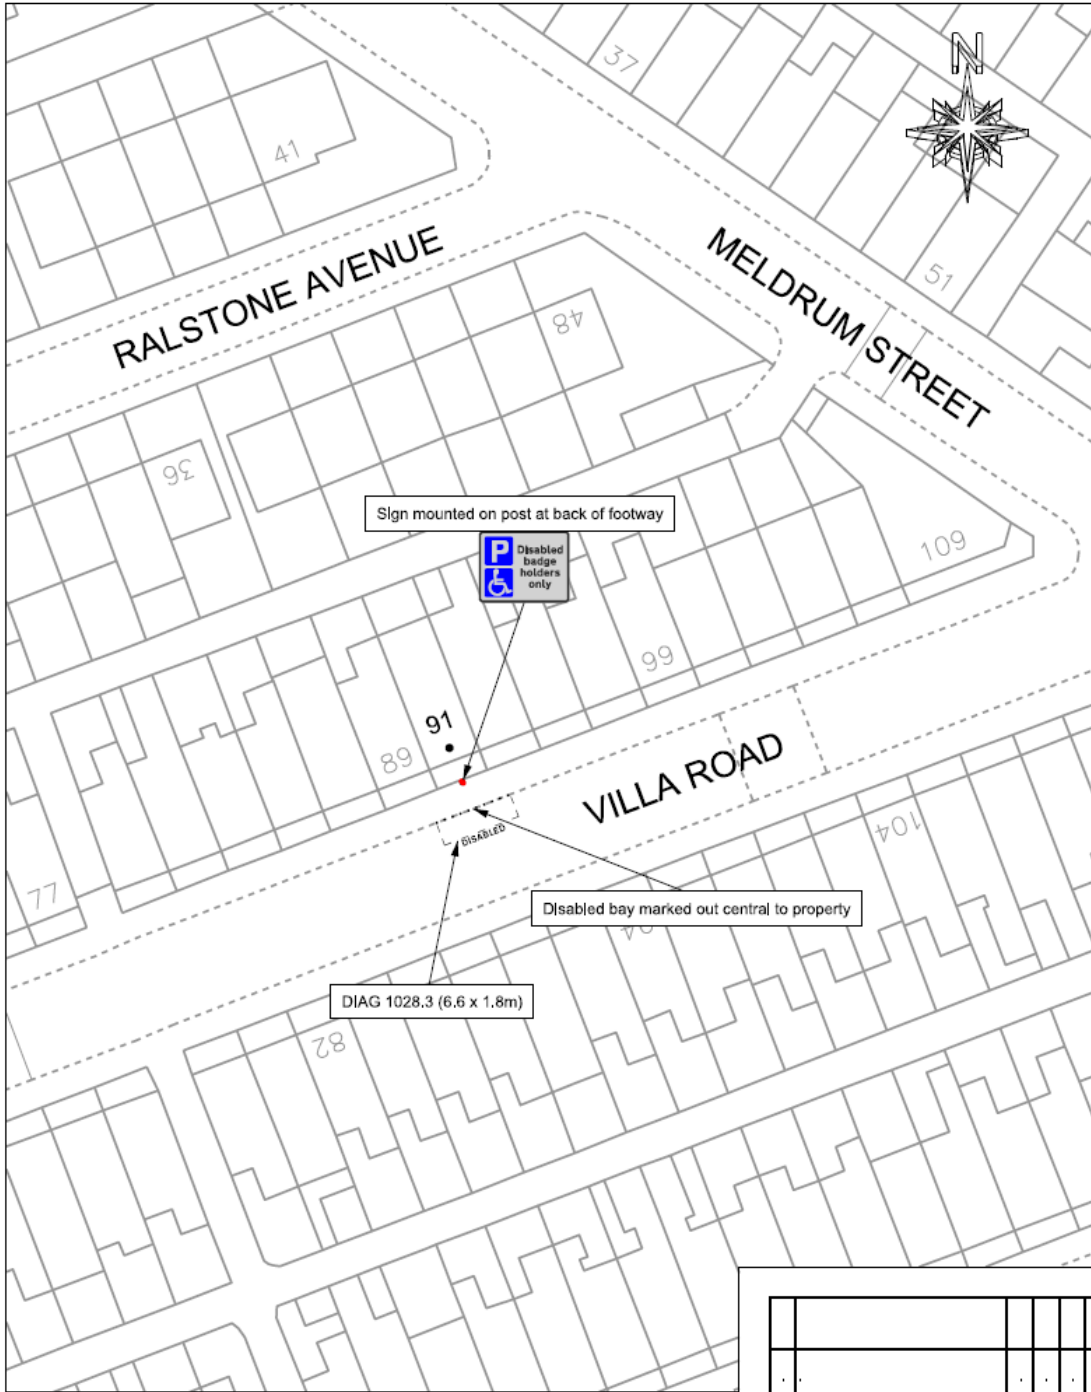 N
37
41
RALSTONE AVENUE
MELDRUM STREET
51
48
36
Sign mounted on post at back of footway
P
Disabled
badge
holders
only
109
99
91
89
VILLA ROAD
DISABLED
104
77
Disabled bay marked out central to property
94
DIAG 1028.3 (6.6 x 1.8m)
82